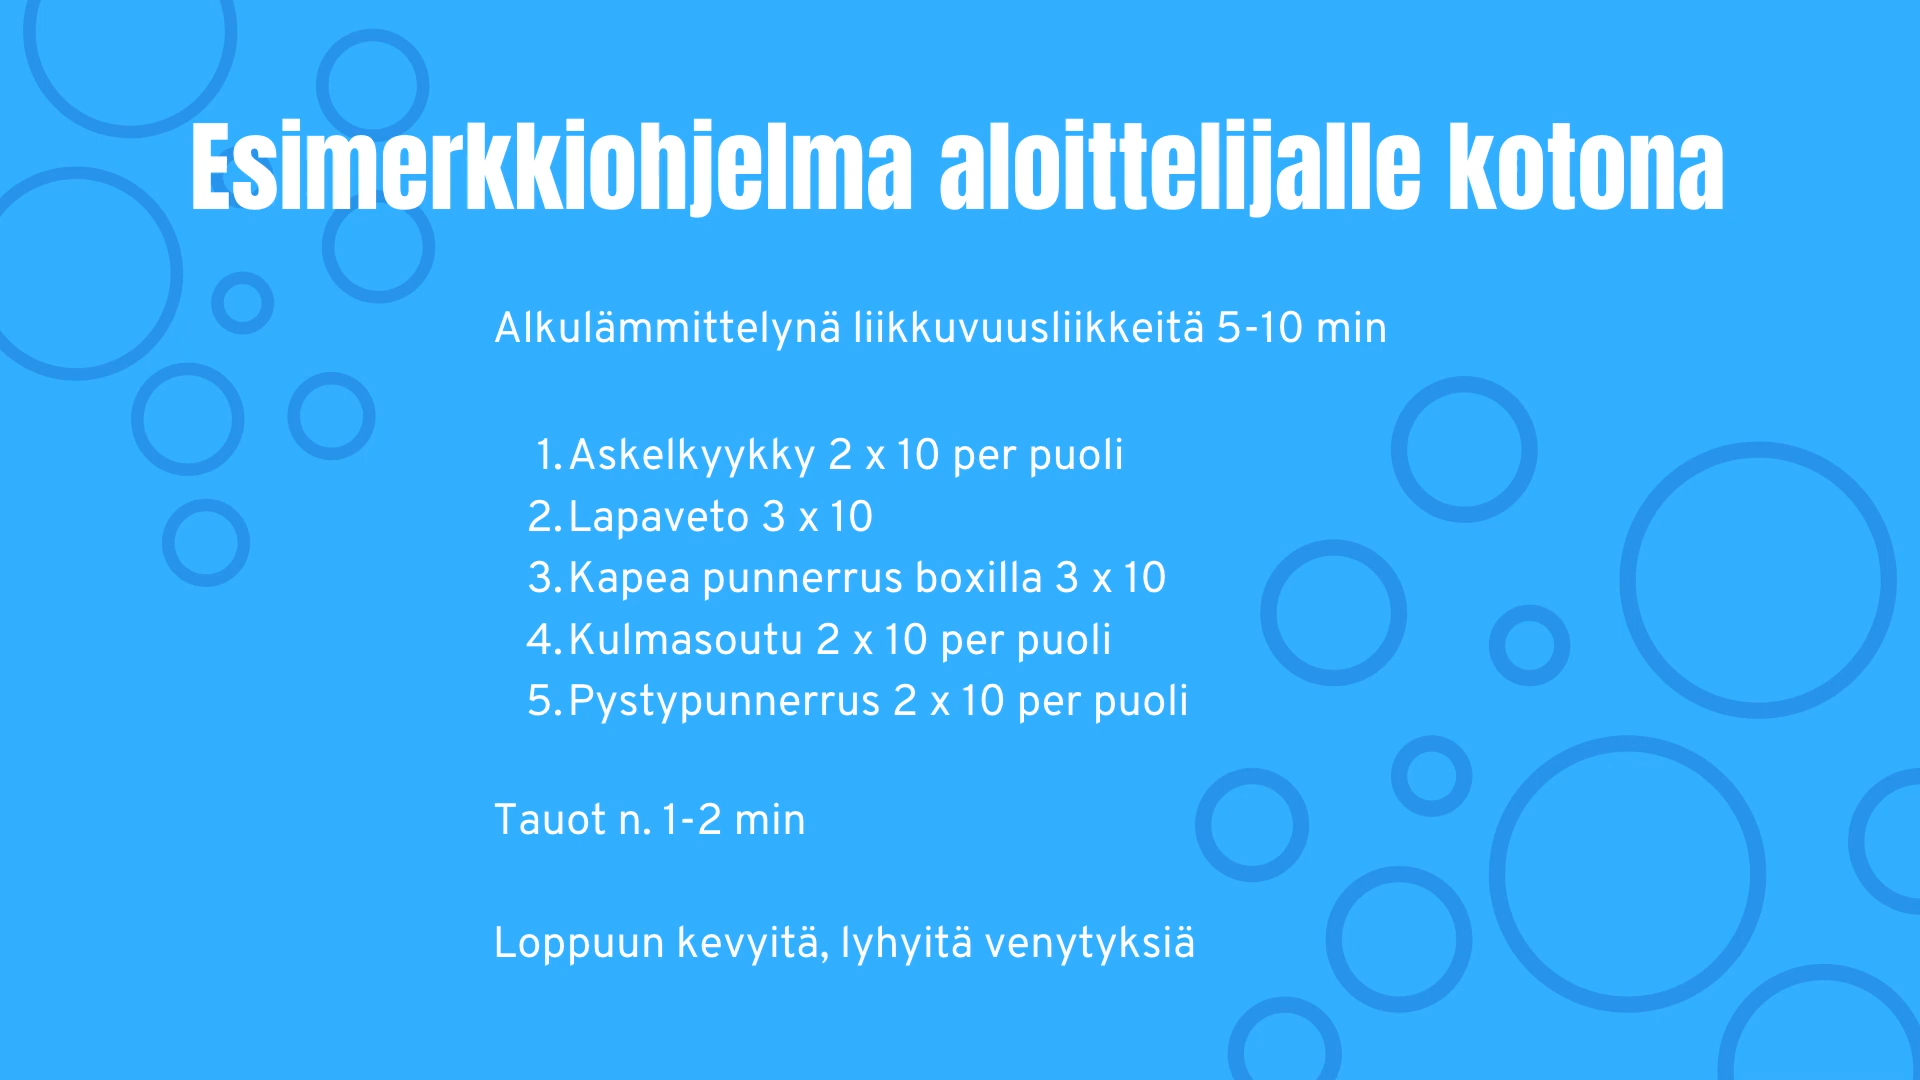 Esimerkkiohjelma aloittelijalle kotona
Alkulämmittelynä liikkuvuusliikkeitä 5-10 min
1. Askelkyykky 2 x 10 per puoli
2. Lapaveto 3 x 10
3. Kapea punnerrus boxilla 3 x 10
4. Kulmasoutu 2 x 10 per puoli
5. Pystypunnerrus 2 x 10 per puoli
Tauot n. 1-2 min
Loppuun kevyitä, lyhyitä venytyksiä